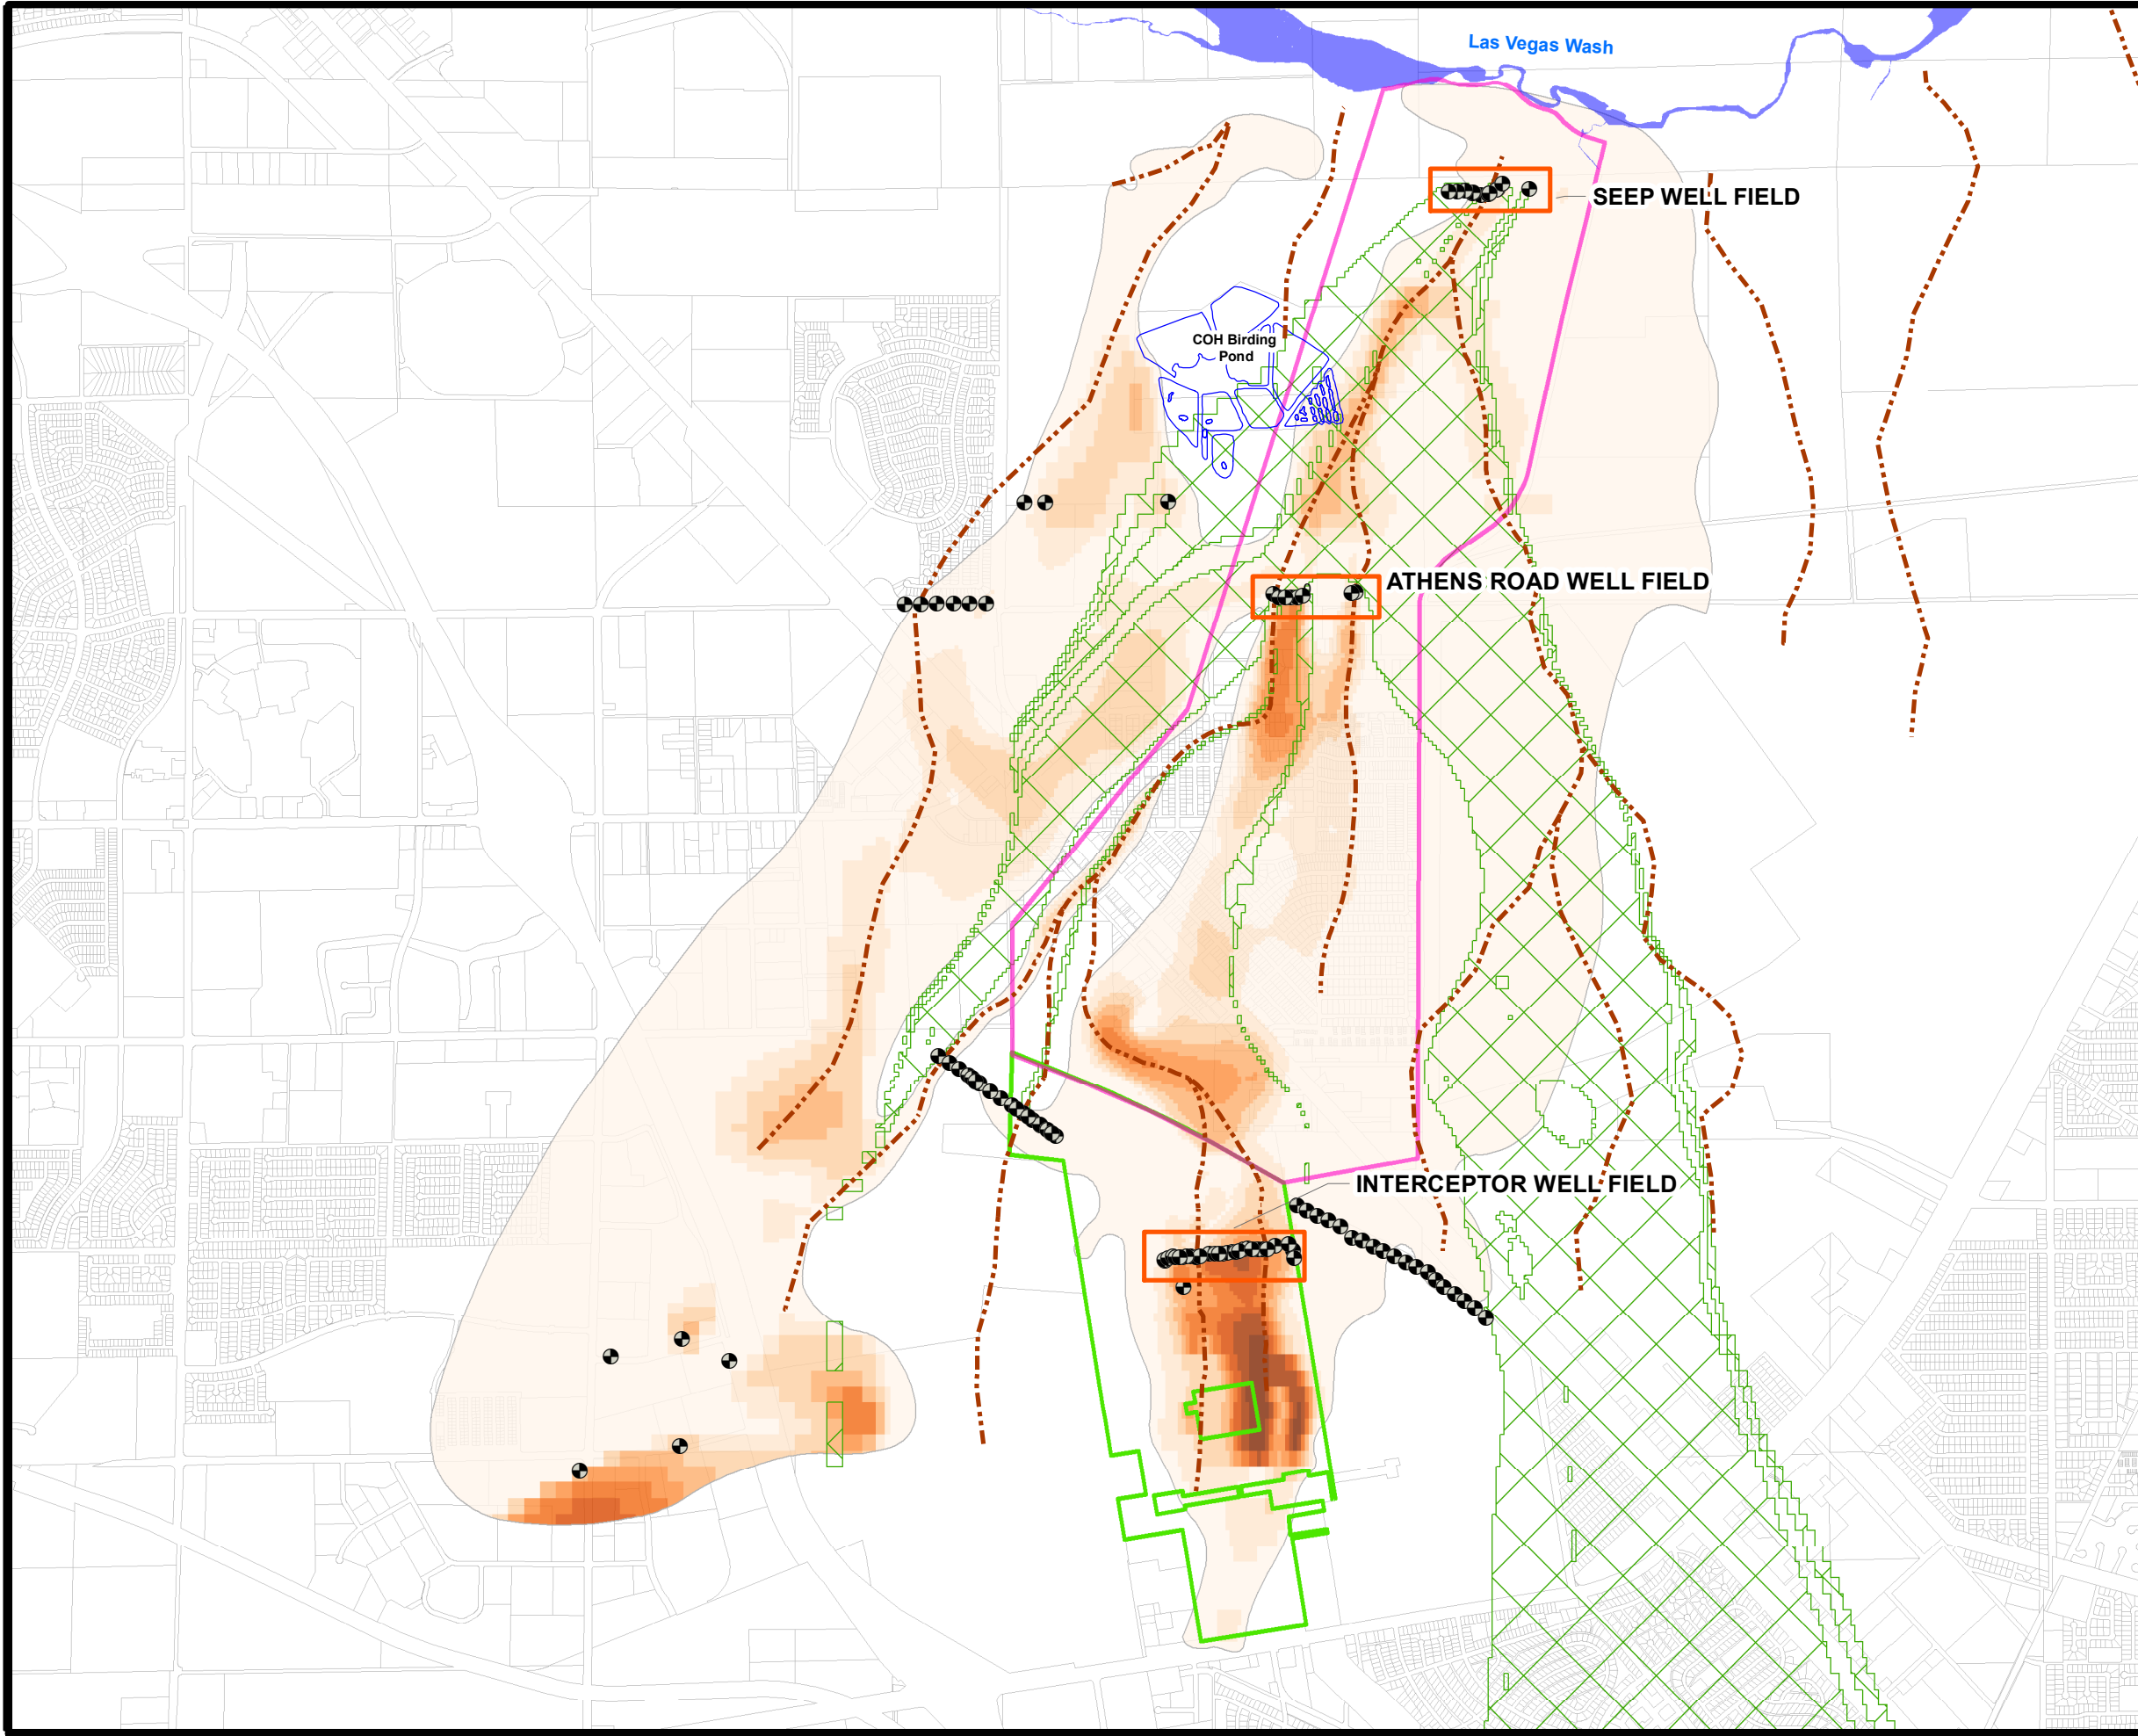 Las Vegas Wash
SEEP WELL FIELD
COH Birding
Pond
ATHENS ROAD WELL FIELD
INTERCEPTOR WELL FIELD